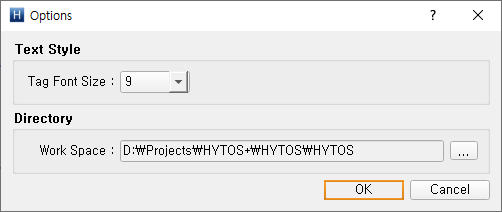 H Options ? ×
Text Style
Tag Font Size : 9
Directory
Work Space : D:₩Projects₩HYTOS+₩HYTOS₩HYTOS ...
OK Cancel